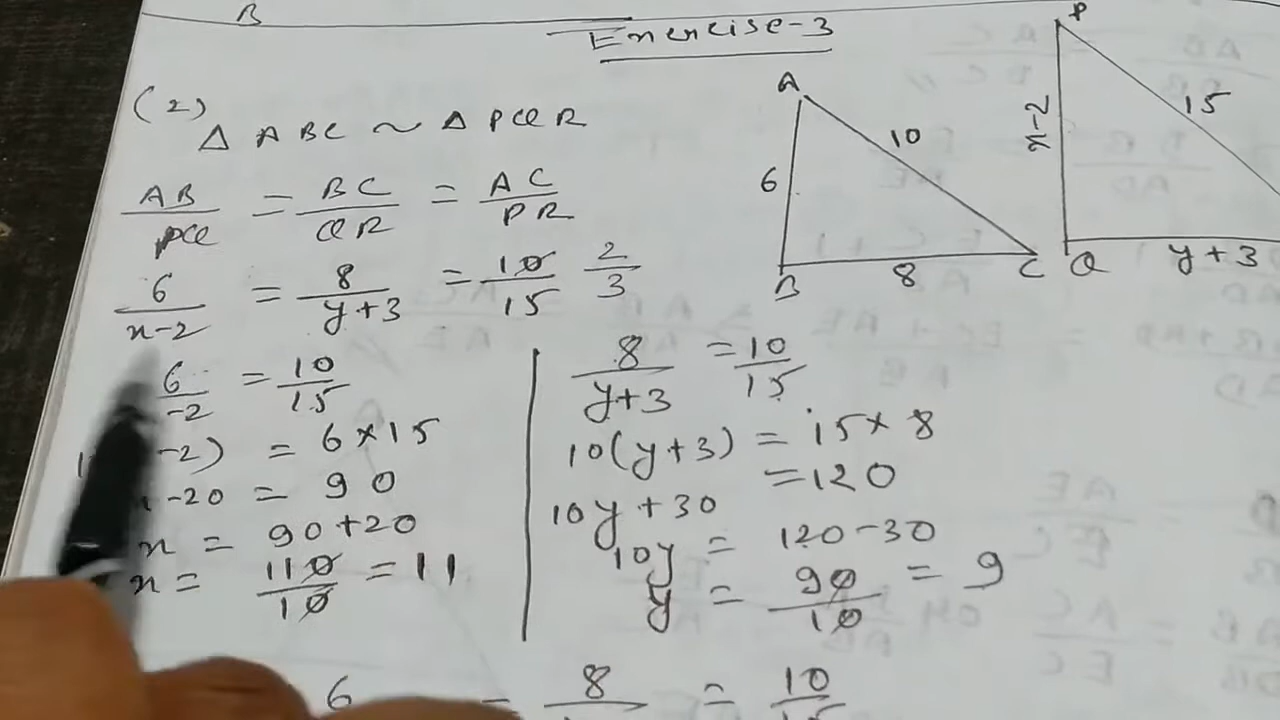 B
Exercise-3
(2)
Δ ABC ~ Δ PQR
AB/PQ = BC/QR = AC/PR
6/x-2 = 8/y+3 = 10/15 2/3
6/-2 = 10/15
-2) = 6×15
-20 = 90
x = 90+20
x = 110/10 = 11
8/y+3 = 10/15
10(y+3) = 15×8
= 120
10y+30
10y = 120-30
y = 90/10 = 9
6 = 8 = 10
A
6
10
B
8
C
P
x-2
15
Q
y+3